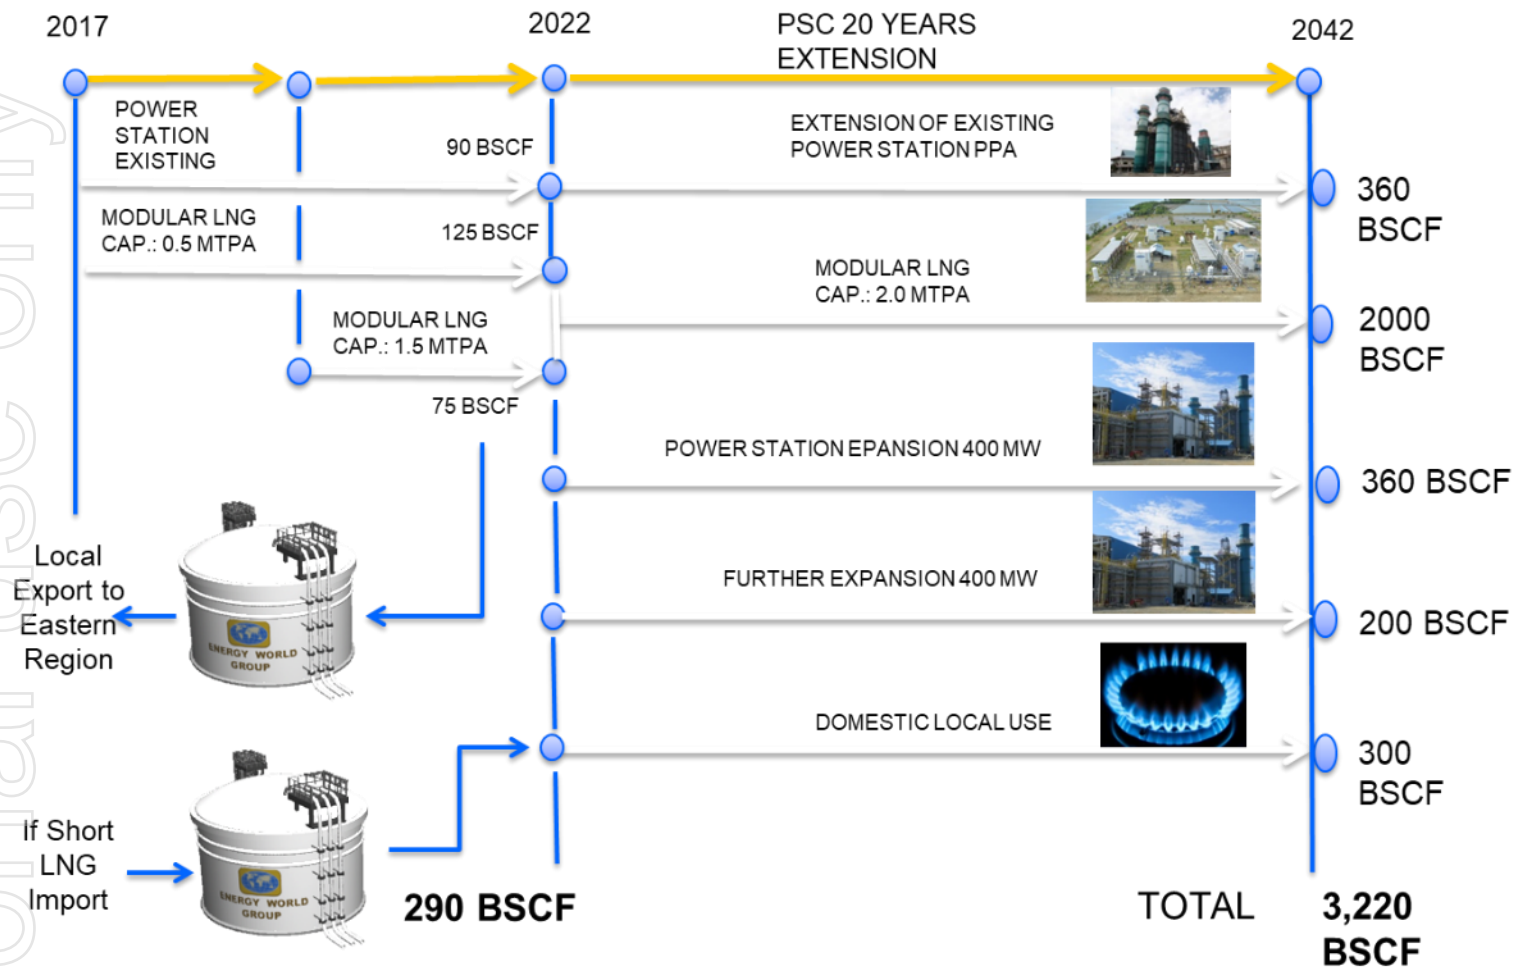 2017
2022
PSC 20 YEARS
EXTENSION
2042
POWER
STATION
EXISTING
90 BSCF
EXTENSION OF EXISTING
POWER STATION PPA
360
BSCF
MODULAR LNG
CAP.: 0.5 MTPA
125 BSCF
MODULAR LNG
CAP.: 2.0 MTPA
2000
BSCF
MODULAR LNG
CAP.: 1.5 MTPA
75 BSCF
POWER STATION EPANSION 400 MW
360 BSCF
Local
Export to
Eastern
Region
ENERGY WORLD
GROUP
FURTHER EXPANSION 400 MW
200 BSCF
DOMESTIC LOCAL USE
300
BSCF
If Short
LNG
Import
ENERGY WORLD
GROUP
290 BSCF
TOTAL
3,220
BSCF